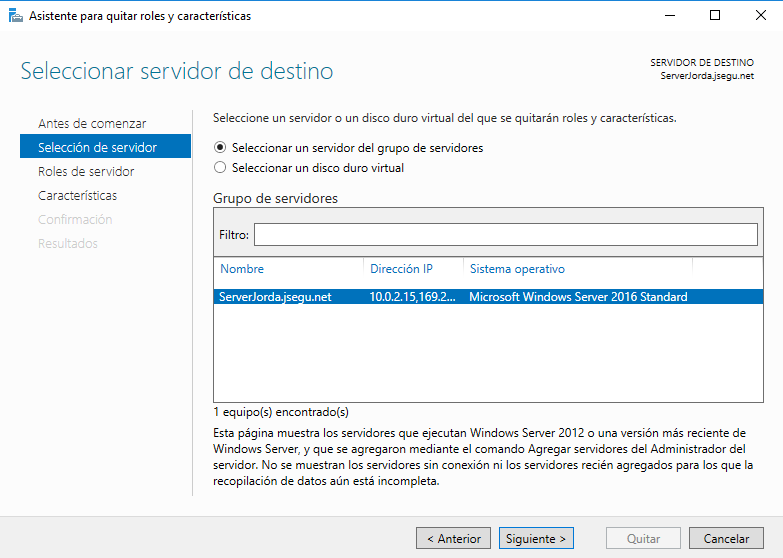 Asistente para quitar roles y características
Seleccionar servidor de destino
SERVIDOR DE DESTINO
ServerJorda.jsegu.net
Antes de comenzar
Selección de servidor
Roles de servidor
Características
Confirmación
Resultados
Seleccione un servidor o un disco duro virtual del que se quitarán roles y características.
Seleccionar un servidor del grupo de servidores
Seleccionar un disco duro virtual
Grupo de servidores
Filtro:
Nombre Dirección IP Sistema operativo
ServerJorda.jsegu.net 10.0.2.15,169.2... Microsoft Windows Server 2016 Standard
1 equipo(s) encontrado(s)
Esta página muestra los servidores que ejecutan Windows Server 2012 o una versión más reciente de
Windows Server, y que se agregaron mediante el comando Agregar servidores del Administrador del
servidor. No se muestran los servidores sin conexión ni los servidores recién agregados para los que la
recopilación de datos aún está incompleta.
< Anterior Siguiente > Quitar Cancelar